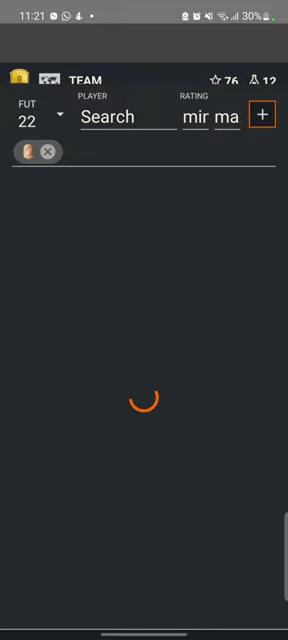 11:21 30%
TEAM 76 12
PLAYER RATING
FUT
22 Search mir ma